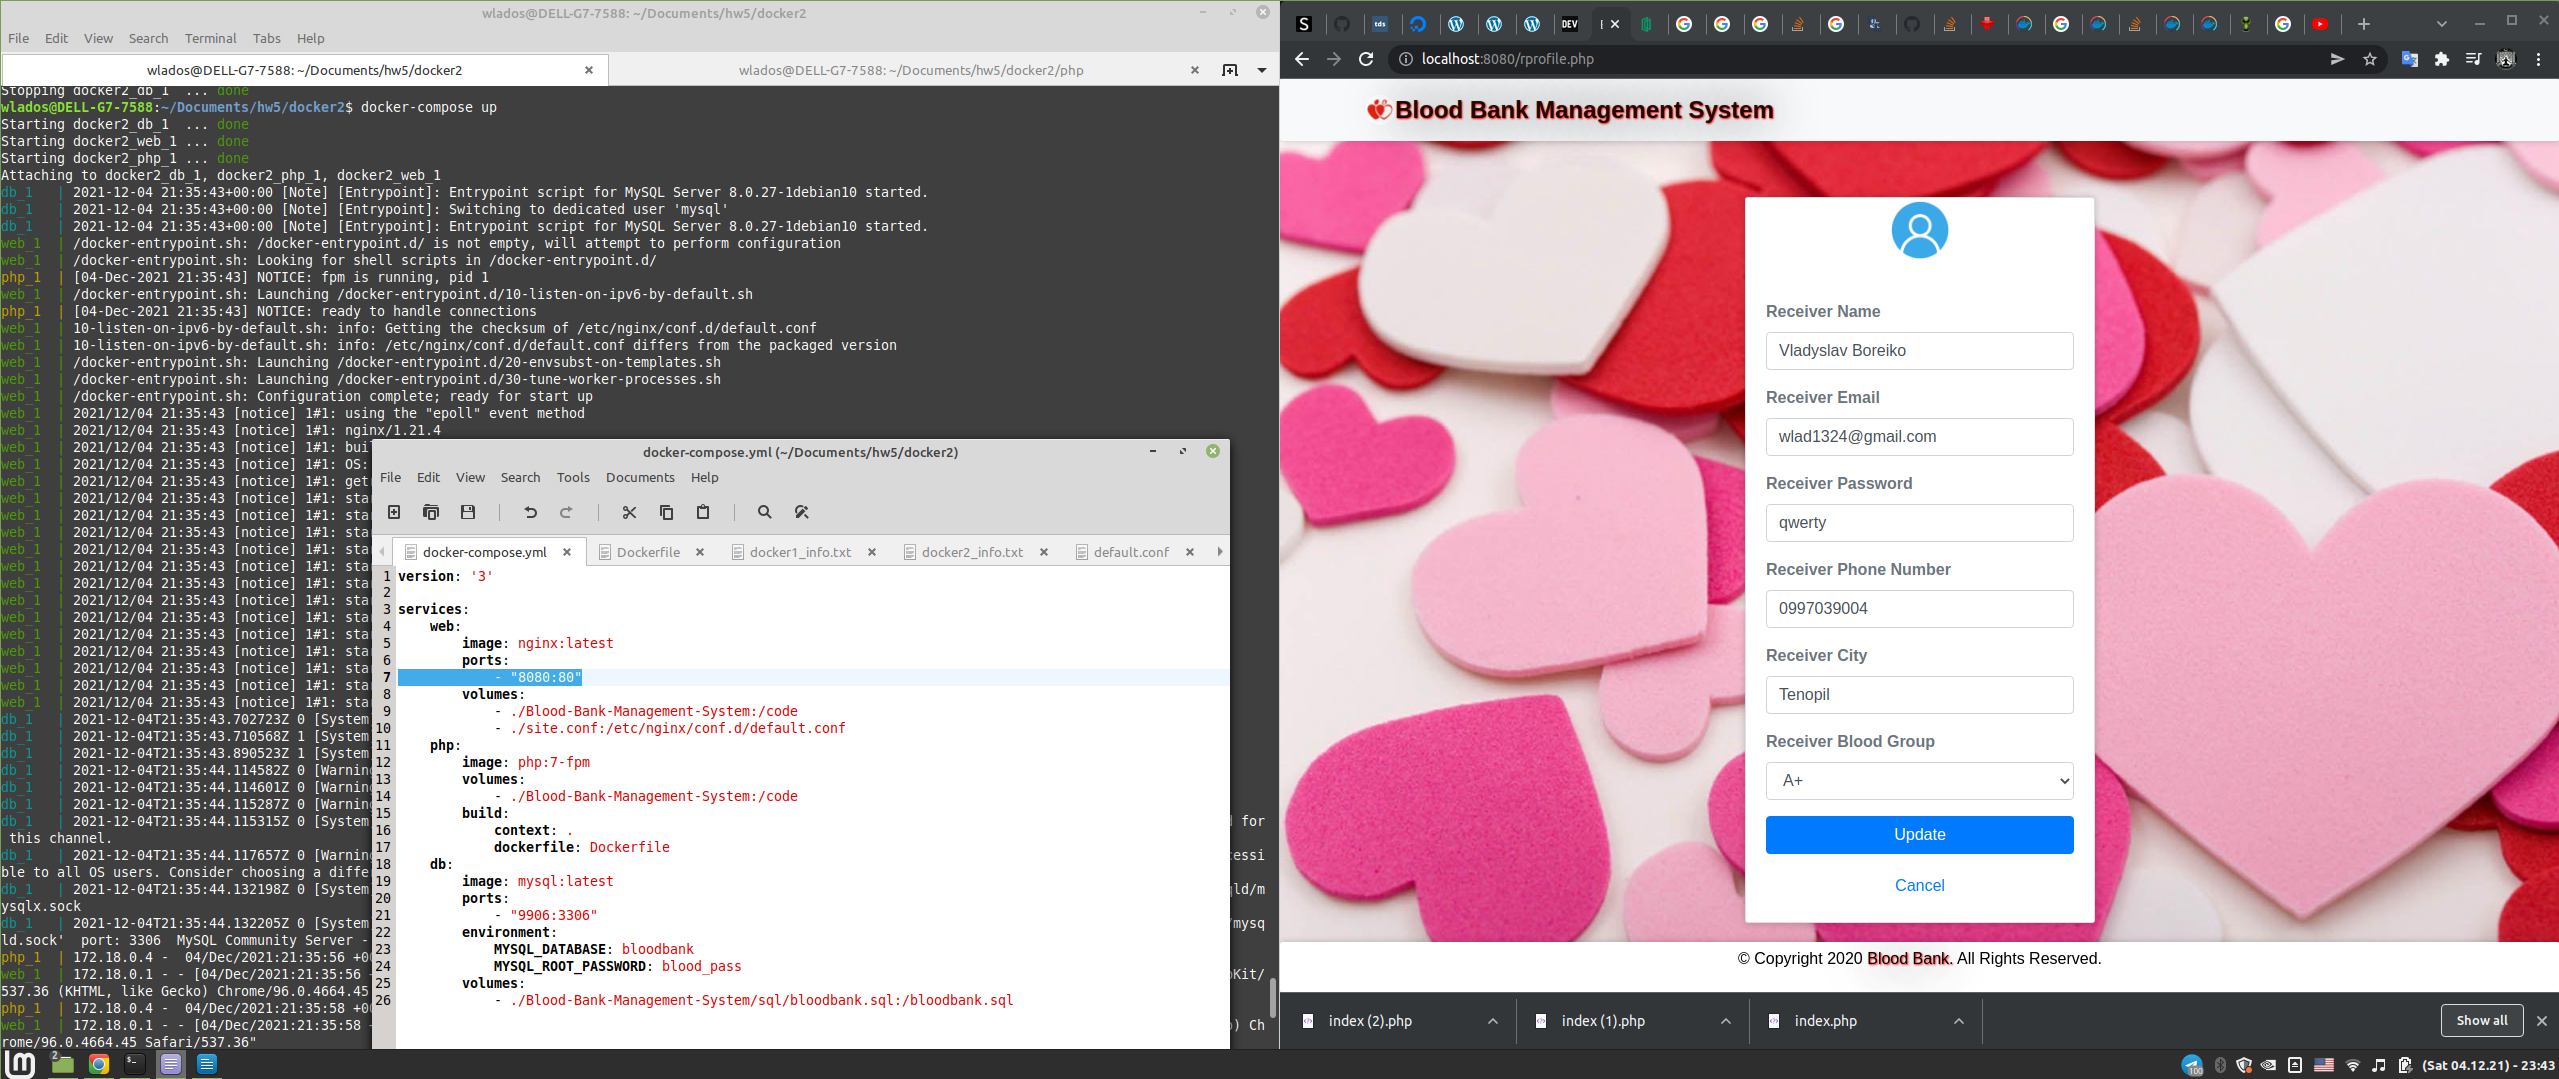 wlados@DELL-G7-7588: ~/Documents/hw5/docker2
File Edit View Search Terminal Tabs Help
wlados@DELL-G7-7588: ~/Documents/hw5/docker2
wlados@DELL-G7-7588: ~/Documents/hw5/docker2/php
Stopping docker2_db_1 ... done
wlados@DELL-G7-7588:~/Documents/hw5/docker2$ docker-compose up
Starting docker2_db_1 ... done
Starting docker2_web_1 ... done
Starting docker2_php_1 ... done
Attaching to docker2_db_1, docker2_php_1, docker2_web_1
db_1 | 2021-12-04 21:35:43+00:00 [Note] [Entrypoint]: Entrypoint script for MySQL Server 8.0.27-1debian10 started.
db_1 | 2021-12-04 21:35:43+00:00 [Note] [Entrypoint]: Switching to dedicated user 'mysql'
db_1 | 2021-12-04 21:35:43+00:00 [Note] [Entrypoint]: Entrypoint script for MySQL Server 8.0.27-1debian10 started.
web_1 | /docker-entrypoint.sh: /docker-entrypoint.d/ is not empty, will attempt to perform configuration
web_1 | /docker-entrypoint.sh: Looking for shell scripts in /docker-entrypoint.d/
php_1 | [04-Dec-2021 21:35:43] NOTICE: fpm is running, pid 1
web_1 | /docker-entrypoint.sh: Launching /docker-entrypoint.d/10-listen-on-ipv6-by-default.sh
php_1 | [04-Dec-2021 21:35:43] NOTICE: ready to handle connections
web_1 | 10-listen-on-ipv6-by-default.sh: info: Getting the checksum of /etc/nginx/conf.d/default.conf
web_1 | 10-listen-on-ipv6-by-default.sh: info: /etc/nginx/conf.d/default.conf differs from the packaged version
web_1 | /docker-entrypoint.sh: Launching /docker-entrypoint.d/20-envsubst-on-templates.sh
web_1 | /docker-entrypoint.sh: Launching /docker-entrypoint.d/30-tune-worker-processes.sh
web_1 | /docker-entrypoint.sh: Configuration complete; ready for start up
web_1 | 2021/12/04 21:35:43 [notice] 1#1: using the "epoll" event method
web_1 | 2021/12/04 21:35:43 [notice] 1#1: nginx/1.21.4
web_1 | 2021/12/04 21:35:43 [notice] 1#1: bui
web_1 | 2021/12/04 21:35:43 [notice] 1#1: OS:
web_1 | 2021/12/04 21:35:43 [notice] 1#1: get
web_1 | 2021/12/04 21:35:43 [notice] 1#1: star
web_1 | 2021/12/04 21:35:43 [notice] 1#1: star
web_1 | 2021/12/04 21:35:43 [notice] 1#1: star
web_1 | 2021/12/04 21:35:43 [notice] 1#1: star
web_1 | 2021/12/04 21:35:43 [notice] 1#1: star
web_1 | 2021/12/04 21:35:43 [notice] 1#1: star
web_1 | 2021/12/04 21:35:43 [notice] 1#1: star
web_1 | 2021/12/04 21:35:43 [notice] 1#1: star
web_1 | 2021/12/04 21:35:43 [notice] 1#1: star
web_1 | 2021/12/04 21:35:43 [notice] 1#1: star
web_1 | 2021/12/04 21:35:43 [notice] 1#1: star
web_1 | 2021/12/04 21:35:43 [notice] 1#1: star
web_1 | 2021/12/04 21:35:43 [notice] 1#1: star
db_1 | 2021-12-04T21:35:43.702723Z 0 [System
db_1 | 2021-12-04T21:35:43.710568Z 1 [System
db_1 | 2021-12-04T21:35:43.890523Z 1 [System
db_1 | 2021-12-04T21:35:44.114582Z 0 [Warning
db_1 | 2021-12-04T21:35:44.114601Z 0 [Warning
db_1 | 2021-12-04T21:35:44.115287Z 0 [Warning
db_1 | 2021-12-04T21:35:44.115315Z 0 [System d for
this channel.
db_1 | 2021-12-04T21:35:44.117657Z 0 [Warning cessi
ble to all OS users. Consider choosing a diffe
db_1 | 2021-12-04T21:35:44.132198Z 0 [System qld/m
ysqlx.sock
db_1 | 2021-12-04T21:35:44.132205Z 0 [System /mysq
ld.sock' port: 3306 MySQL Community Server -
php_1 | 172.18.0.4 - 04/Dec/2021:21:35:56 +00
web_1 | 172.18.0.1 - - [04/Dec/2021:21:35:56 Kit/
537.36 (KHTML, like Gecko) Chrome/96.0.4664.45
php_1 | 172.18.0.4 - 04/Dec/2021:21:35:58 +00
web_1 | 172.18.0.1 - - [04/Dec/2021:21:35:58 ) Ch
rome/96.0.4664.45 Safari/537.36"
docker-compose.yml (~/Documents/hw5/docker2)
File Edit View Search Tools Documents Help
docker-compose.yml Dockerfile docker1_info.txt docker2_info.txt default.conf
1 version: '3'
2
3 services:
4 web:
5 image: nginx:latest
6 ports:
7 - "8080:80"
8 volumes:
9 - ./Blood-Bank-Management-System:/code
10 - ./site.conf:/etc/nginx/conf.d/default.conf
11 php:
12 image: php:7-fpm
13 volumes:
14 - ./Blood-Bank-Management-System:/code
15 build:
16 context: .
17 dockerfile: Dockerfile
18 db:
19 image: mysql:latest
20 ports:
21 - "9906:3306"
22 environment:
23 MYSQL_DATABASE: bloodbank
24 MYSQL_ROOT_PASSWORD: blood_pass
25 volumes:
26 - ./Blood-Bank-Management-System/sql/bloodbank.sql:/bloodbank.sql
S tds DEV
localhost:8080/rprofile.php
Blood Bank Management System
Receiver Name
Vladyslav Boreiko
Receiver Email
wlad1324@gmail.com
Receiver Password
qwerty
Receiver Phone Number
0997039004
Receiver City
Tenopil
Receiver Blood Group
A+
Update
Cancel
© Copyright 2020 Blood Bank. All Rights Reserved.
index (2).php
index (1).php
index.php
Show all
2
100
(Sat 04.12.21) - 23:43